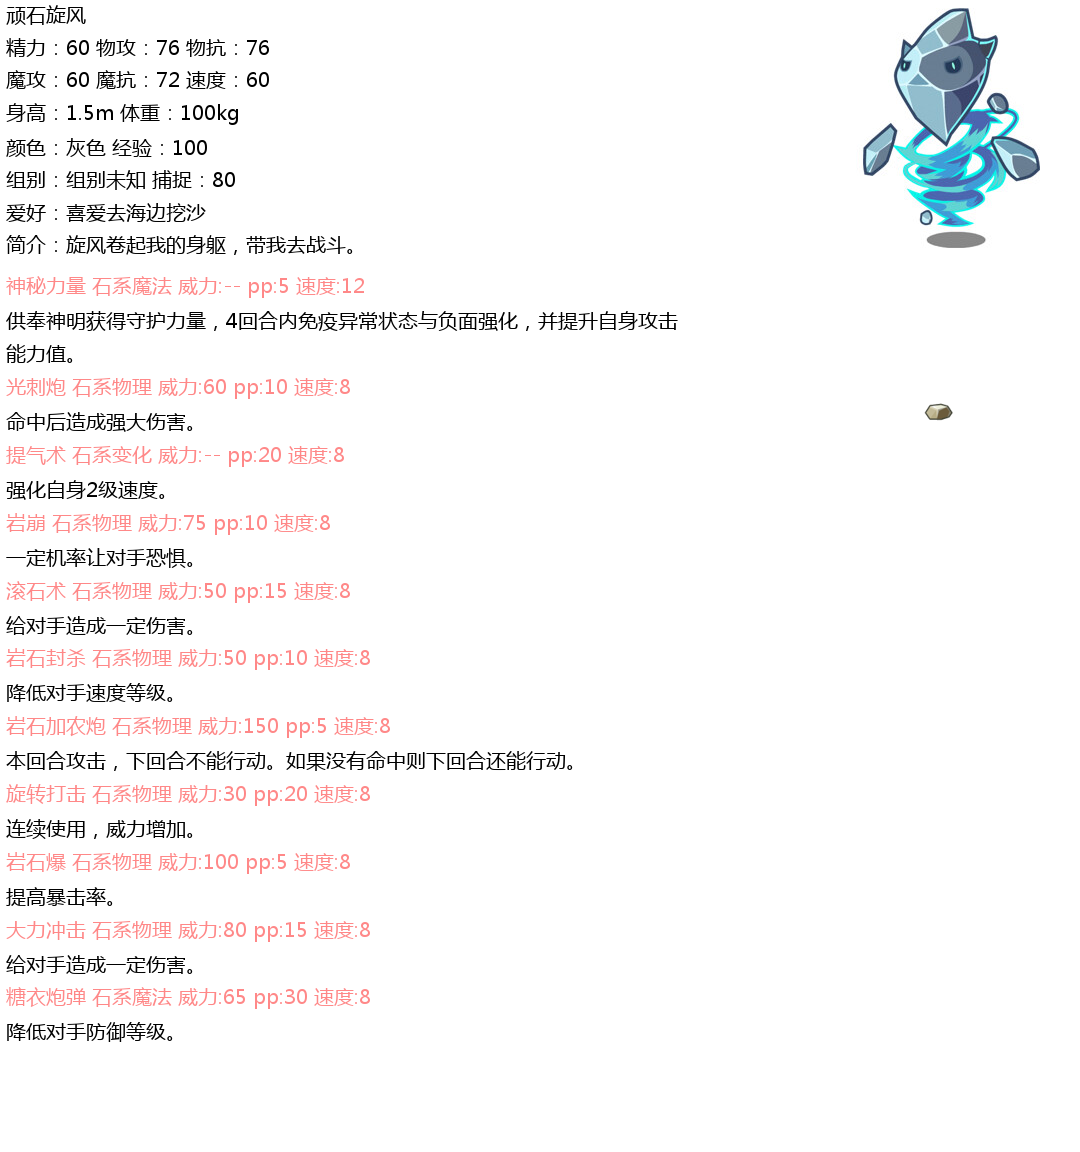 顽石旋风
精力：60 物攻：76 物抗：76
魔攻：60 魔抗：72 速度：60
身高：1.5m 体重：100kg
颜色：灰色 经验：100
组别：组别未知 捕捉：80
爱好：喜爱去海边挖沙
简介：旋风卷起我的身躯，带我去战斗。
神秘力量 石系魔法 威力:-- pp:5 速度:12
供奉神明获得守护力量，4回合内免疫异常状态与负面强化，并提升自身攻击
能力值。
光刺炮 石系物理 威力:60 pp:10 速度:8
命中后造成强大伤害。
提气术 石系变化 威力:-- pp:20 速度:8
强化自身2级速度。
岩崩 石系物理 威力:75 pp:10 速度:8
一定机率让对手恐惧。
滚石术 石系物理 威力:50 pp:15 速度:8
给对手造成一定伤害。
岩石封杀 石系物理 威力:50 pp:10 速度:8
降低对手速度等级。
岩石加农炮 石系物理 威力:150 pp:5 速度:8
本回合攻击，下回合不能行动。如果没有命中则下回合还能行动。
旋转打击 石系物理 威力:30 pp:20 速度:8
连续使用，威力增加。
岩石爆 石系物理 威力:100 pp:5 速度:8
提高暴击率。
大力冲击 石系物理 威力:80 pp:15 速度:8
给对手造成一定伤害。
糖衣炮弹 石系魔法 威力:65 pp:30 速度:8
降低对手防御等级。